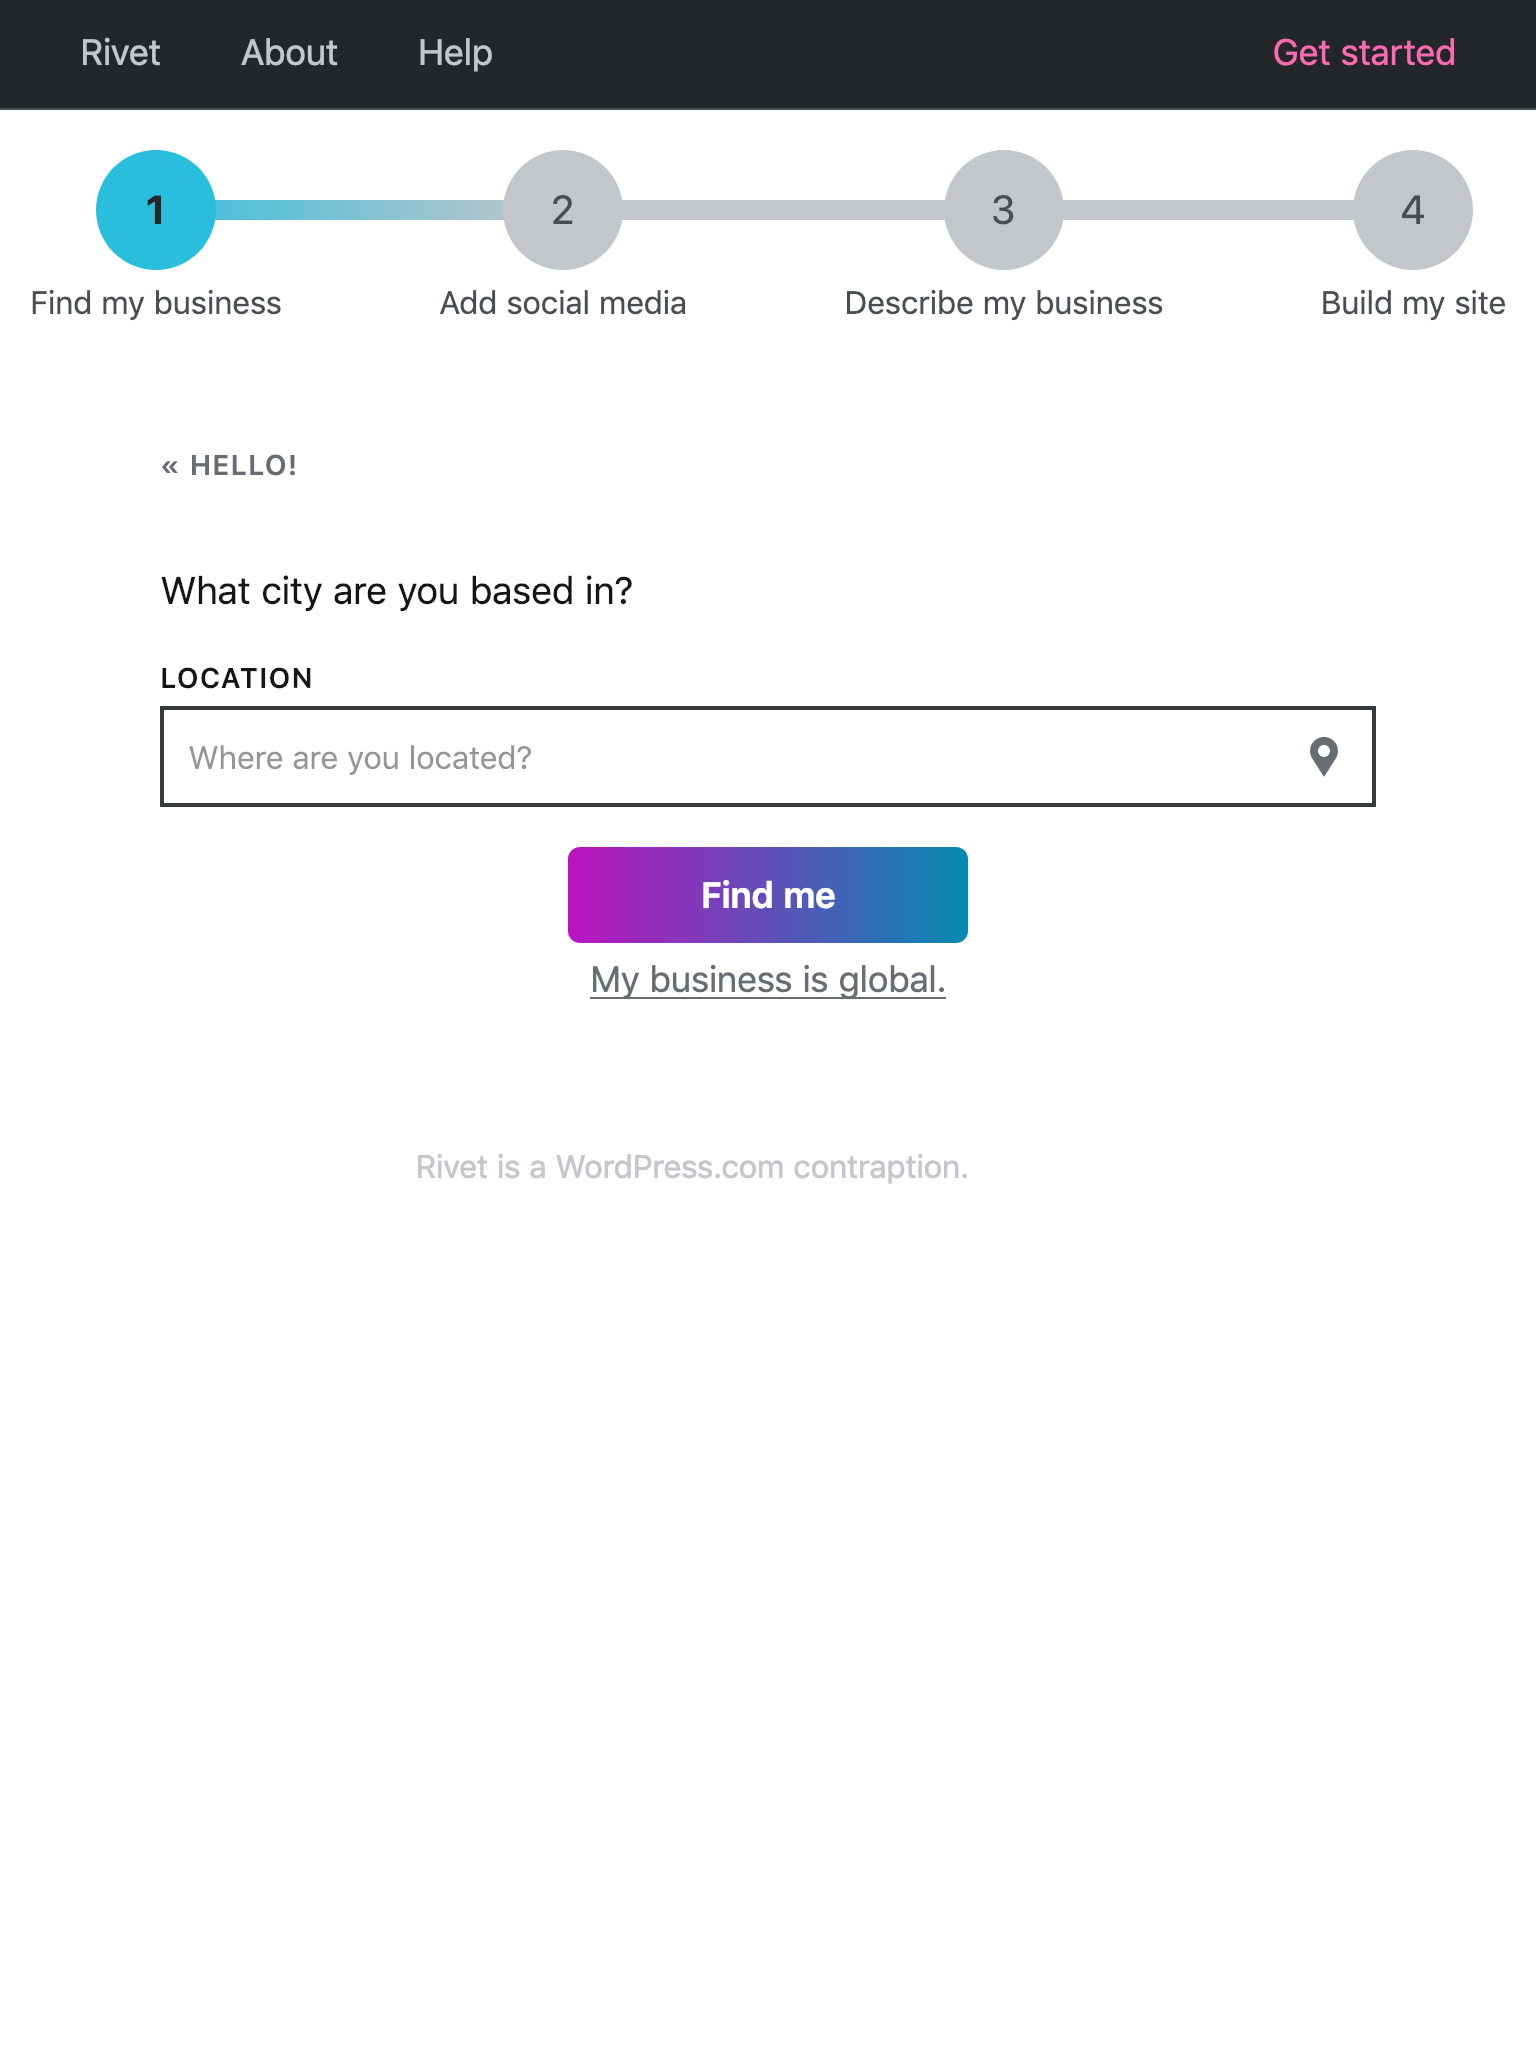 Rivet About Help Get started
1 2 3 4
Find my business Add social media Describe my business Build my site
« HELLO!
What city are you based in?
LOCATION
Where are you located?
Find me
My business is global.
Rivet is a WordPress.com contraption.